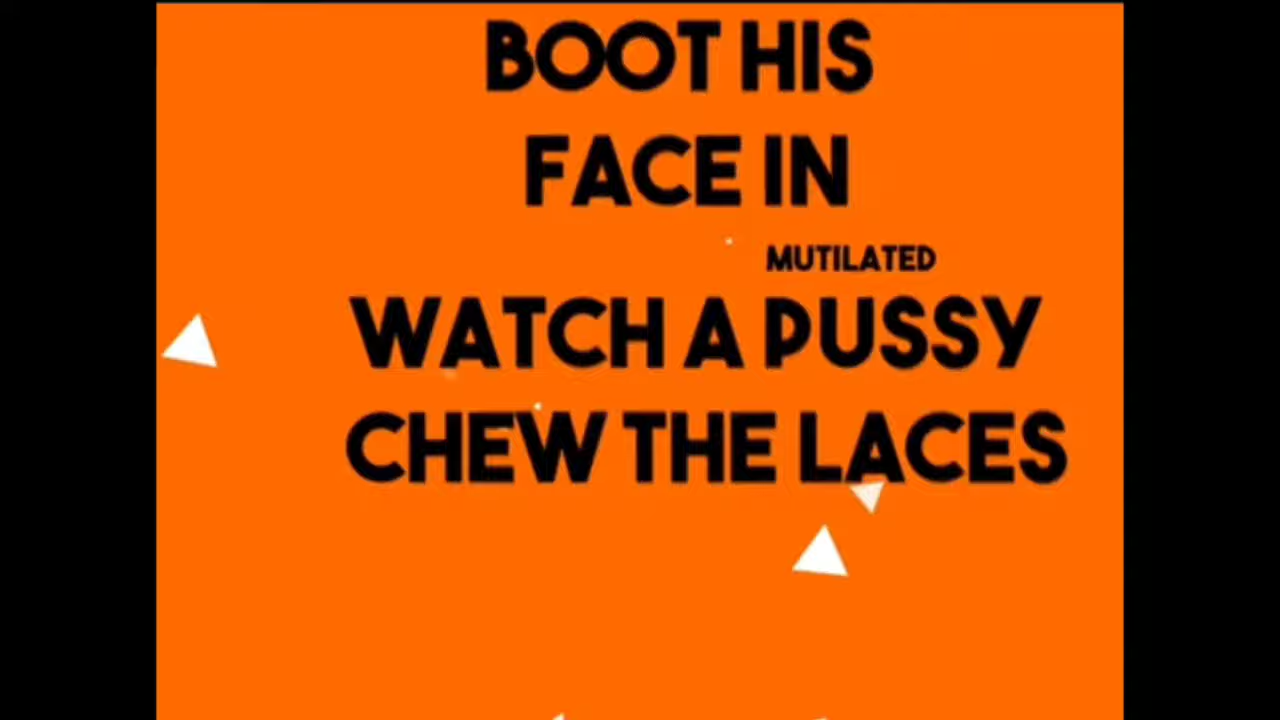 BOOT HIS
FACE IN
MUTILATED
WATCH A PUSSY
CHEW THE LACES